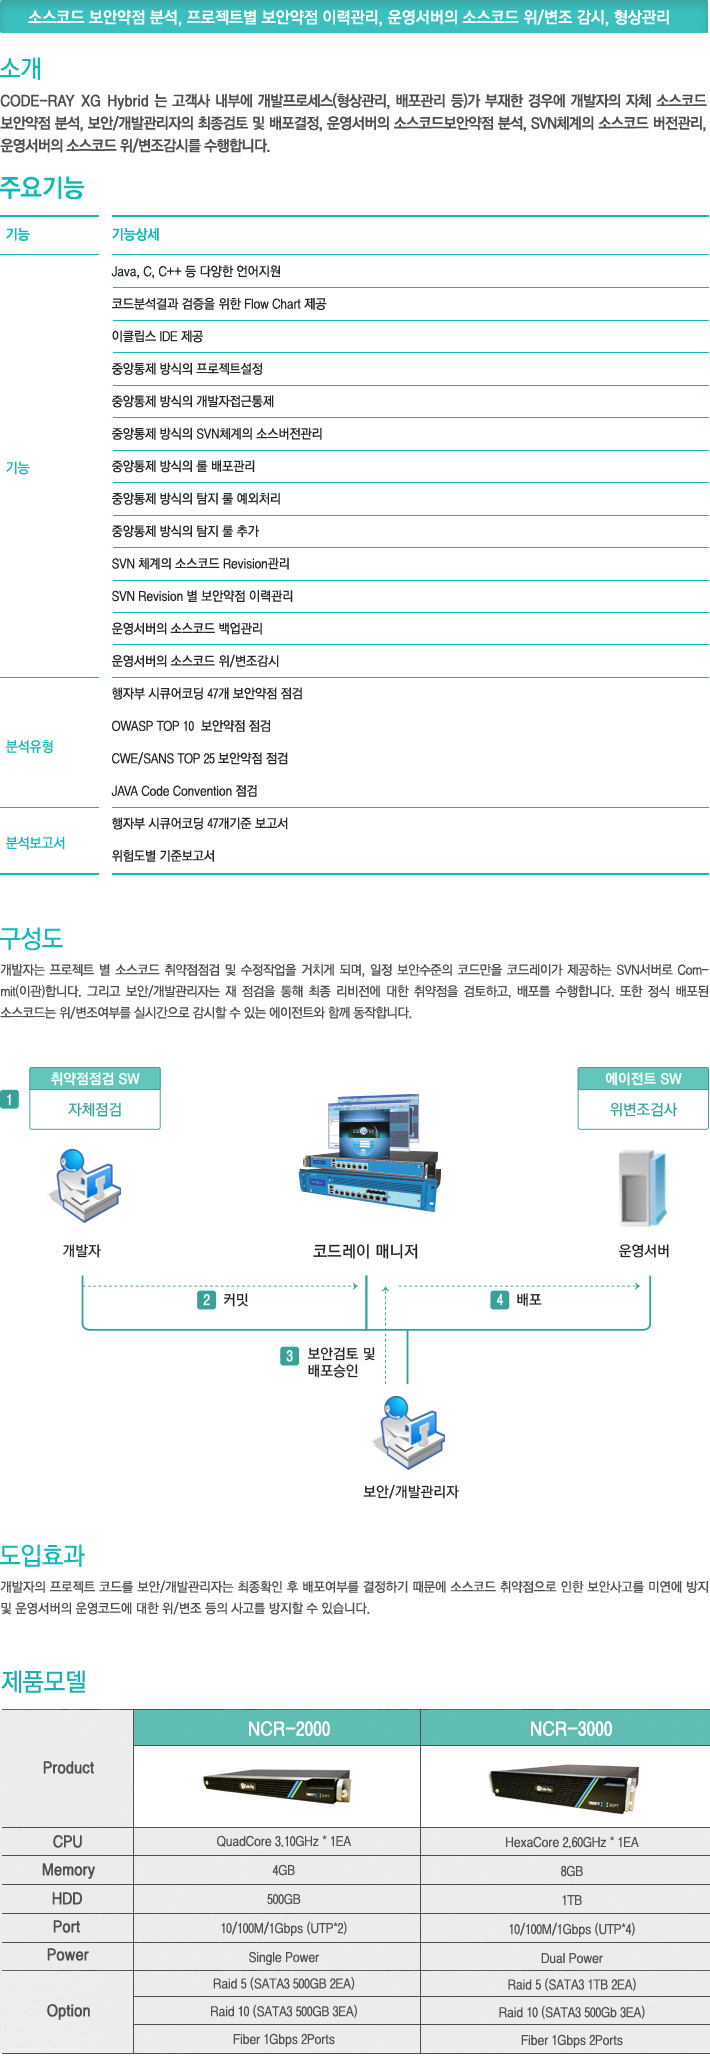 소스코드 보안약점 분석, 프로젝트별 보안약점 이력관리, 운영서버의 소스코드 위/변조 감시, 형상관리
소개
CODE-RAY XG Hybrid 는 고객사 내부에 개발프로세스(형상관리, 배포관리 등)가 부재한 경우에 개발자의 자체 소스코드
보안약점 분석, 보안/개발관리자의 최종검토 및 배포결정, 운영서버의 소스코드보안약점 분석, SVN체계의 소스코드 버전관리,
운영서버의 소스코드 위/변조감시를 수행합니다.
주요기능
기능 기능상세
기능
Java, C, C++ 등 다양한 언어지원
코드분석결과 검증을 위한 Flow Chart 제공
이클립스 IDE 제공
중앙통제 방식의 프로젝트설정
중앙통제 방식의 개발자접근통제
중앙통제 방식의 SVN체계의 소스버전관리
중앙통제 방식의 룰 배포관리
중앙통제 방식의 탐지 룰 예외처리
중앙통제 방식의 탐지 룰 추가
SVN 체계의 소스코드 Revision관리
SVN Revision 별 보안약점 이력관리
운영서버의 소스코드 백업관리
운영서버의 소스코드 위/변조감시
분석유형
행자부 시큐어코딩 47개 보안약점 점검
OWASP TOP 10 보안약점 점검
CWE/SANS TOP 25 보안약점 점검
JAVA Code Convention 점검
분석보고서
행자부 시큐어코딩 47개기준 보고서
위험도별 기준보고서
구성도
개발자는 프로젝트 별 소스코드 취약점점검 및 수정작업을 거치게 되며, 일정 보안수준의 코드만을 코드레이가 제공하는 SVN서버로 Com-
mit(이관)합니다. 그리고 보안/개발관리자는 재 점검을 통해 최종 리비전에 대한 취약점을 검토하고, 배포를 수행합니다. 또한 정식 배포된
소스코드는 위/변조여부를 실시간으로 감시할 수 있는 에이전트와 함께 동작합니다.
1
취약점점검 SW
자체점검
에이전트 SW
위변조검사
개발자
코드레이 매니저
운영서버
2 커밋
4 배포
3 보안검토 및
배포승인
보안/개발관리자
도입효과
개발자의 프로젝트 코드를 보안/개발관리자는 최종확인 후 배포여부를 결정하기 때문에 소스코드 취약점으로 인한 보안사고를 미연에 방지
및 운영서버의 운영코드에 대한 위/변조 등의 사고를 방지할 수 있습니다.
제품모델
Product NCR-2000 NCR-3000
CPU QuadCore 3.10GHz * 1EA HexaCore 2.60GHz * 1EA
Memory 4GB 8GB
HDD 500GB 1TB
Port 10/100M/1Gbps (UTP*2) 10/100M/1Gbps (UTP*4)
Power Single Power Dual Power
Option
Raid 5 (SATA3 500GB 2EA) Raid 5 (SATA3 1TB 2EA)
Raid 10 (SATA3 500GB 3EA) Raid 10 (SATA3 500Gb 3EA)
Fiber 1Gbps 2Ports Fiber 1Gbps 2Ports